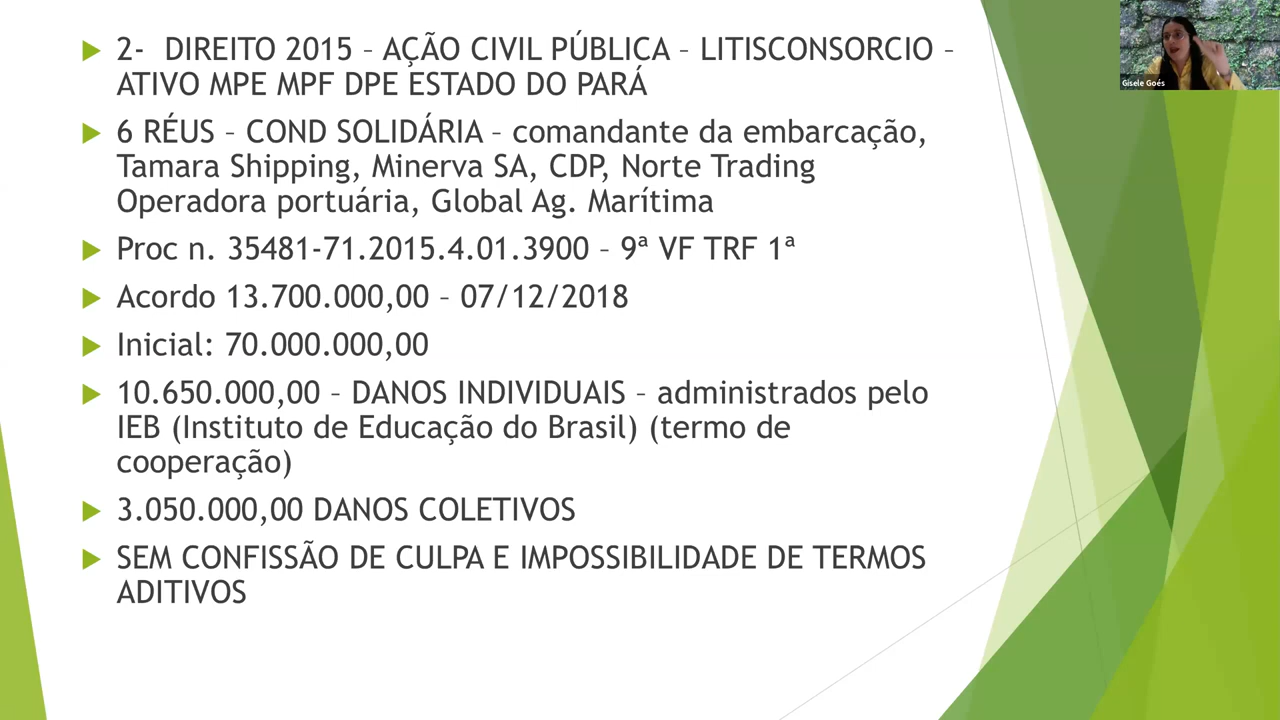 2- DIREITO 2015 – AÇÃO CIVIL PÚBLICA – LITISCONSORCIO –
ATIVO MPE MPF DPE ESTADO DO PARÁ
6 RÉUS – COND SOLIDÁRIA – comandante da embarcação,
Tamara Shipping, Minerva SA, CDP, Norte Trading
Operadora portuária, Global Ag. Marítima
Proc n. 35481-71.2015.4.01.3900 – 9ª VF TRF 1ª
Acordo 13.700.000,00 – 07/12/2018
Inicial: 70.000.000,00
10.650.000,00 – DANOS INDIVIDUAIS – administrados pelo
IEB (Instituto de Educação do Brasil) (termo de
cooperação)
3.050.000,00 DANOS COLETIVOS
SEM CONFISSÃO DE CULPA E IMPOSSIBILIDADE DE TERMOS
ADITIVOS
Gisele Goés